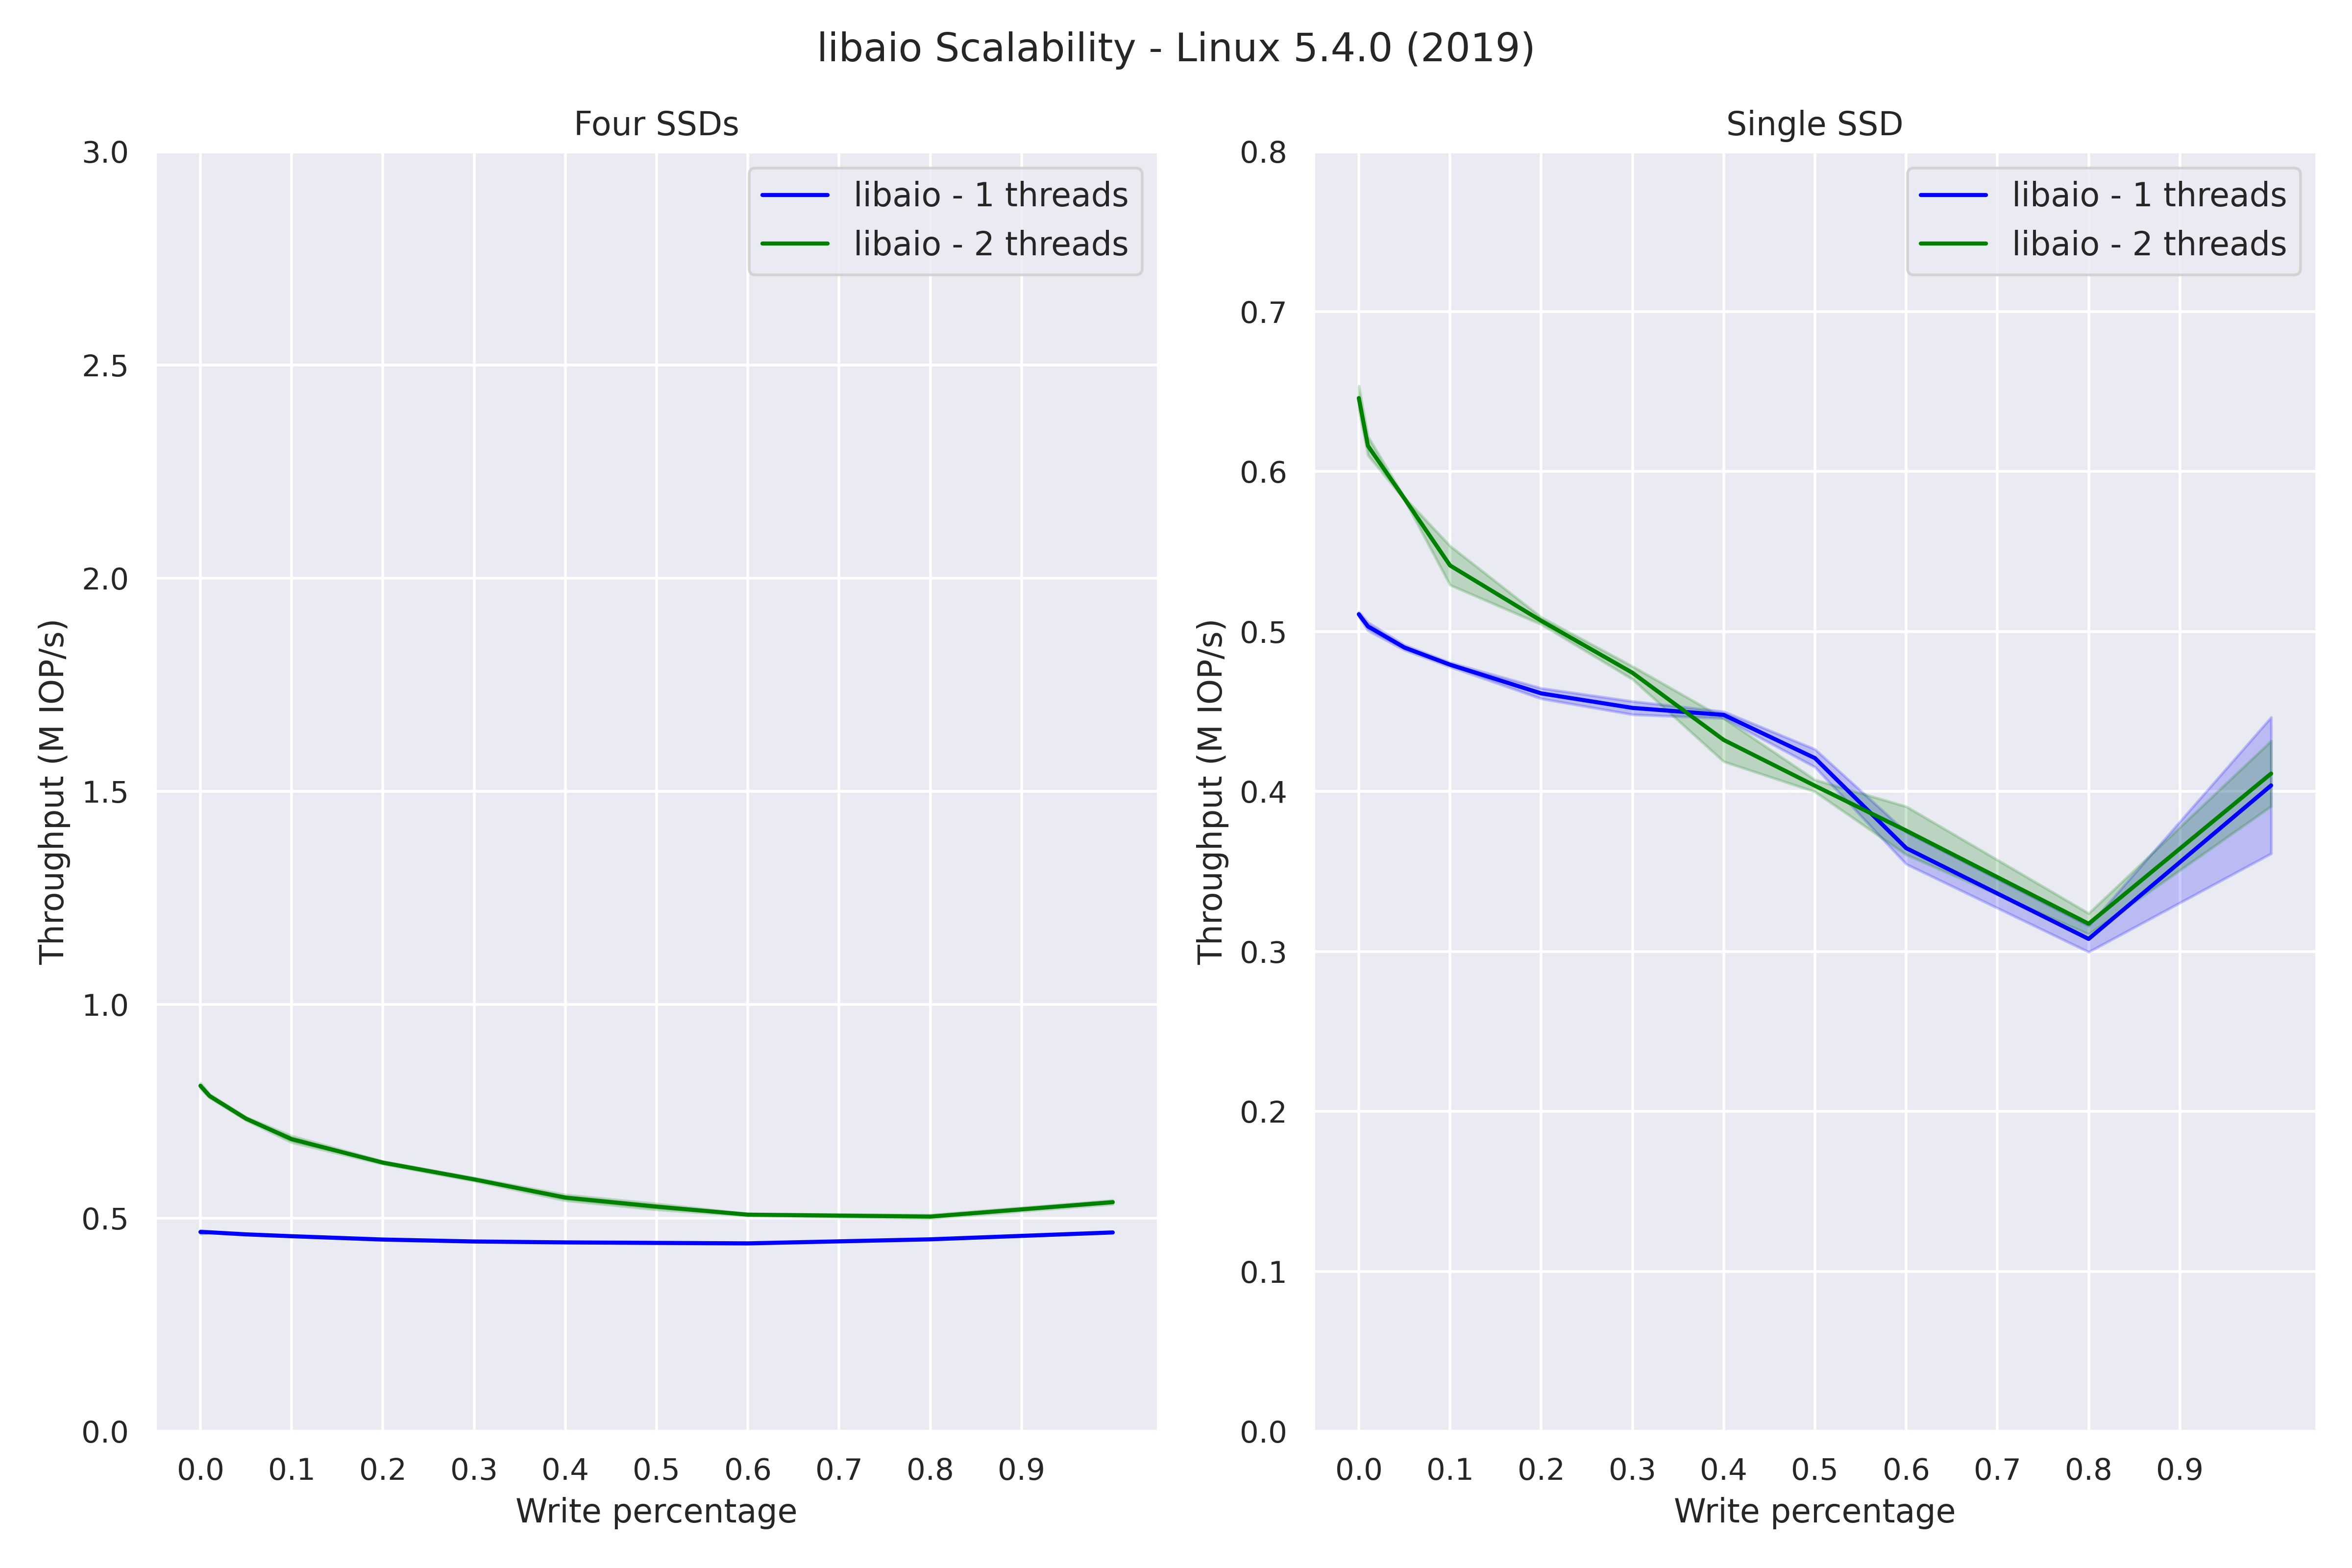 libaio Scalability - Linux 5.4.0 (2019)
Four SSDs
3.0
2.5
2.0
1.5
1.0
0.5
0.0
Throughput (M IOP/s)
libaio - 1 threads
libaio - 2 threads
0.0 0.1 0.2 0.3 0.4 0.5 0.6 0.7 0.8 0.9
Write percentage
Single SSD
0.8
0.7
0.6
0.5
0.4
0.3
0.2
0.1
0.0
Throughput (M IOP/s)
libaio - 1 threads
libaio - 2 threads
0.0 0.1 0.2 0.3 0.4 0.5 0.6 0.7 0.8 0.9
Write percentage